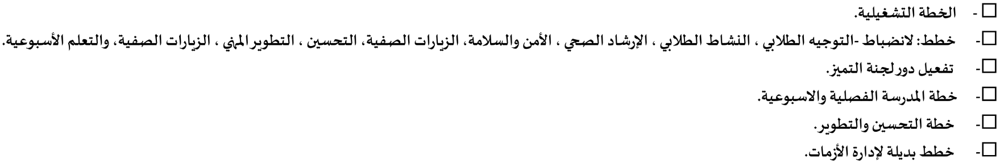 ☐- الخطة التشغيلية.
☐- خطط: لانضباط -التوجيه الطلابي ، النشاط الطلابي ، الإرشاد الصحي ، الأمن والسلامة، الزيارات الصفية، التحسين ، التطوير المهني ، الزيارات الصفية، والتعلم الأسبوعية.
☐- تفعيل دور لجنة التميز.
☐- خطة المدرسة الفصلية والاسبوعية.
☐- خطة التحسين والتطوير.
☐- خطط بديلة لإدارة الأزمات.